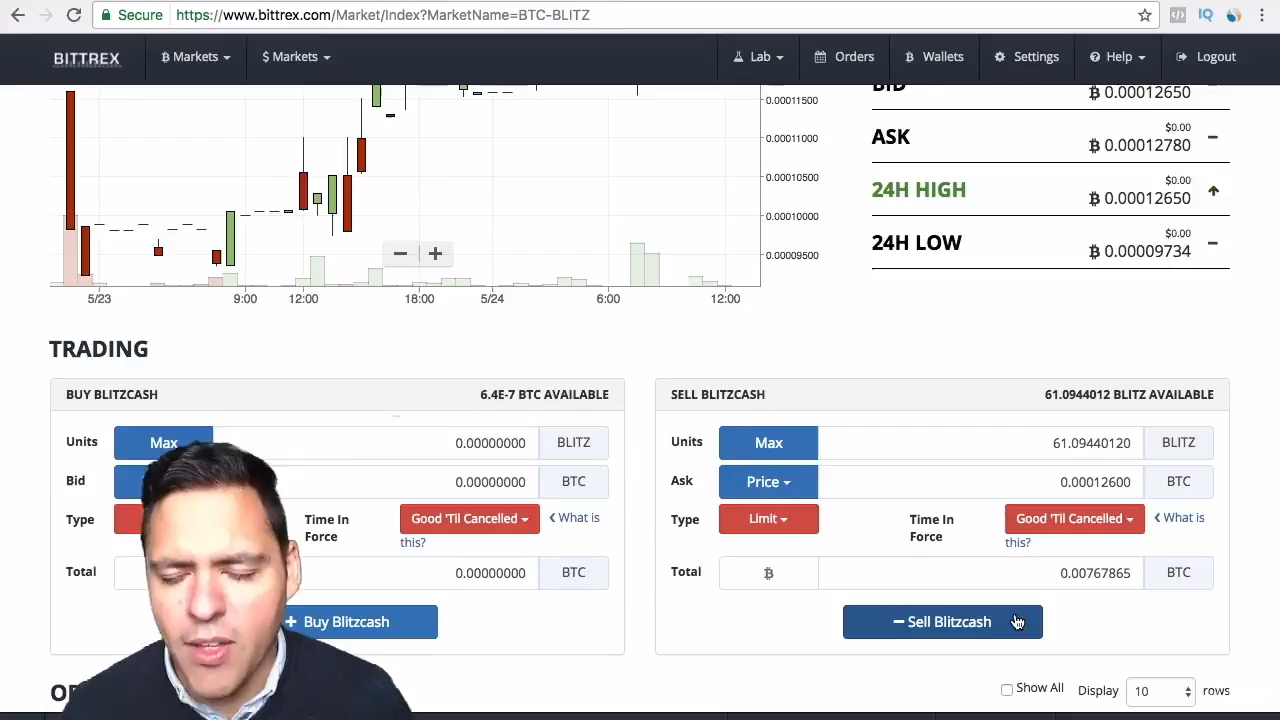 Secure https://www.bittrex.com/Market/Index?MarketName=BTC-BLITZ
BITTREX Markets $ Markets Lab Orders Wallets Settings Help Logout
BID 0.00012650
$0.00
ASK 0.00012780
$0.00
24H HIGH 0.00012650
$0.00
24H LOW 0.00009734
0.00011500
0.00011000
0.00010500
0.00010000
0.00009500
5/23 9:00 12:00 18:00 5/24 6:00 12:00
TRADING
BUY BLITZCASH 6.4E-7 BTC AVAILABLE
Units Max 0.00000000 BLITZ
Bid 0.00000000 BTC
Type Time In Force Good 'Til Cancelled What is this?
Total 0.00000000 BTC
Buy Blitzcash
SELL BLITZCASH 61.0944012 BLITZ AVAILABLE
Units Max 61.09440120 BLITZ
Ask Price 0.00012600 BTC
Type Limit Time In Force Good 'Til Cancelled What is this?
Total 0.00767865 BTC
Sell Blitzcash
Show All Display 10 rows